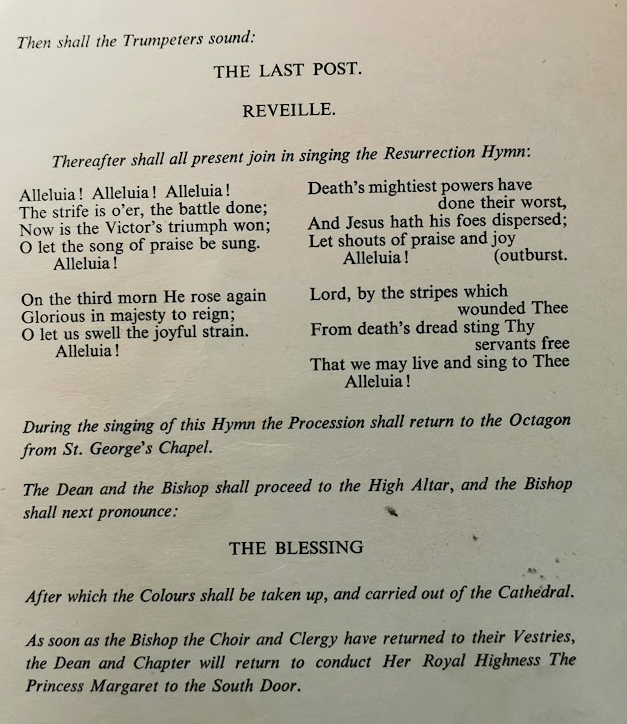 Then shall the Trumpeters sound:
THE LAST POST.
REVEILLE.
Thereafter shall all present join in singing the Resurrection Hymn:
Alleluia! Alleluia! Alleluia!
The strife is o'er, the battle done;
Now is the Victor's triumph won;
O let the song of praise be sung.
Alleluia!
On the third morn He rose again
Glorious in majesty to reign;
O let us swell the joyful strain.
Alleluia!
Death's mightiest powers have
done their worst,
And Jesus hath his foes dispersed;
Let shouts of praise and joy
Alleluia! (outburst.
Lord, by the stripes which
wounded Thee
From death's dread sting Thy
servants free
That we may live and sing to Thee
Alleluia!
During the singing of this Hymn the Procession shall return to the Octagon
from St. George's Chapel.
The Dean and the Bishop shall proceed to the High Altar, and the Bishop
shall next pronounce:
THE BLESSING
After which the Colours shall be taken up, and carried out of the Cathedral.
As soon as the Bishop the Choir and Clergy have returned to their Vestries,
the Dean and Chapter will return to conduct Her Royal Highness The
Princess Margaret to the South Door.